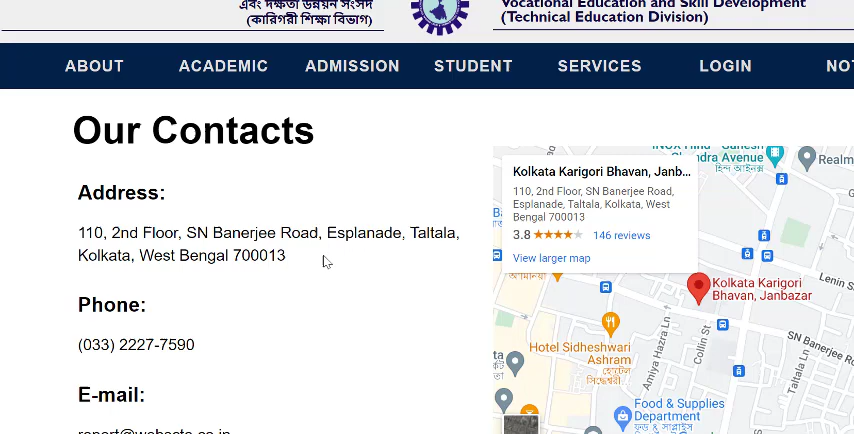 এবং দক্ষতা উন্নয়ন সংসদ
(কারিগরী শিক্ষা বিভাগ)
Vocational Education and Skill Development
(Technical Education Division)
ABOUT ACADEMIC ADMISSION STUDENT SERVICES LOGIN
Our Contacts
Address:
110, 2nd Floor, SN Banerjee Road, Esplanade, Taltala,
Kolkata, West Bengal 700013
Phone:
(033) 2227-7590
E-mail:
Chandra Avenue
हिन्द आइनक्स
Realm
Kolkata Karigori Bhavan, Janb...
110, 2nd Floor, SN Banerjee Road,
Esplanade, Taltala, Kolkata, West
Bengal 700013
3.8 146 reviews
View larger map
Lenin S
Kolkata Karigori
Bhavan, Janbazar
SN Banerjee Ro
Hotel Sidheshwari
Ashram
হোটেল
সিদ্ধেশ্বরী
Amiya Hazra Ln
Collin St
Taltala Ln
Food & Supplies
Department